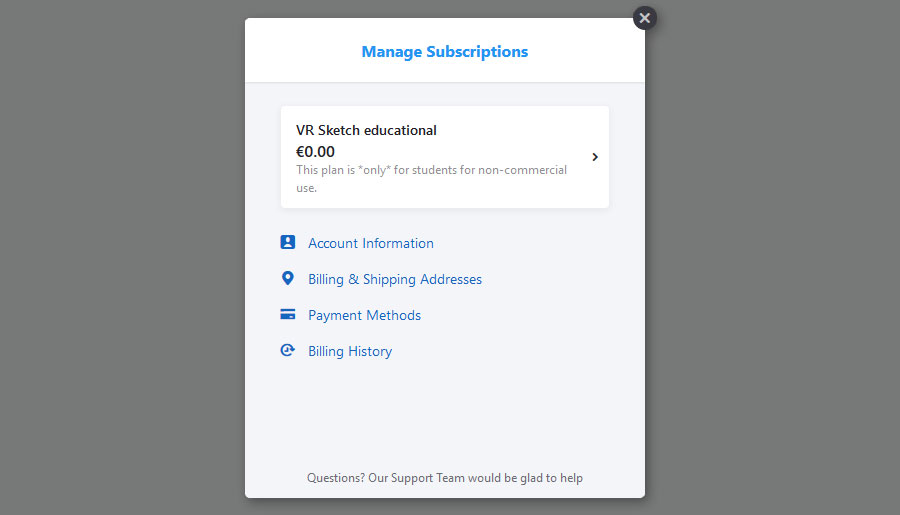 Manage Subscriptions
VR Sketch educational
€0.00
This plan is *only* for students for non-commercial
use.
Account Information
Billing & Shipping Addresses
Payment Methods
Billing History
Questions? Our Support Team would be glad to help